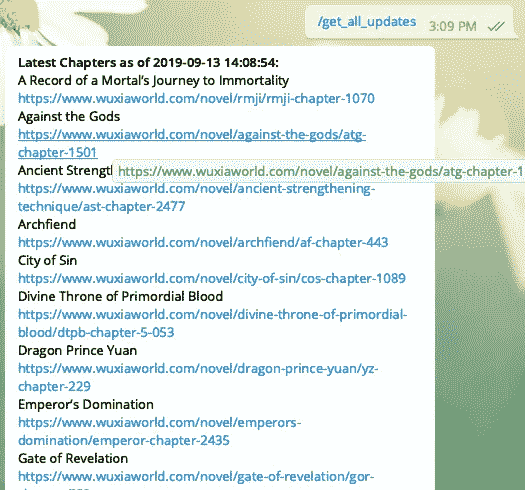 /get_all_updates 3:09 PM
Latest Chapters as of 2019-09-13 14:08:54:
A Record of a Mortal's Journey to Immortality
https://www.wuxiaworld.com/novel/rmji/rmji-chapter-1070
Against the Gods
https://www.wuxiaworld.com/novel/against-the-gods/atg-
chapter-1501
Ancient Strengt https://www.wuxiaworld.com/novel/against-the-gods/atg-chapter-1
https://www.wuxiaworld.com/novel/ancient-strengthening-
technique/ast-chapter-2477
Archfiend
https://www.wuxiaworld.com/novel/archfiend/af-chapter-443
City of Sin
https://www.wuxiaworld.com/novel/city-of-sin/cos-chapter-1089
Divine Throne of Primordial Blood
https://www.wuxiaworld.com/novel/divine-throne-of-primordial-
blood/dtpb-chapter-5-053
Dragon Prince Yuan
https://www.wuxiaworld.com/novel/dragon-prince-yuan/yz-
chapter-229
Emperor's Domination
https://www.wuxiaworld.com/novel/emperors-
domination/emperor-chapter-2435
Gate of Revelation
https://www.wuxiaworld.com/novel/gate-of-revelation/gor-